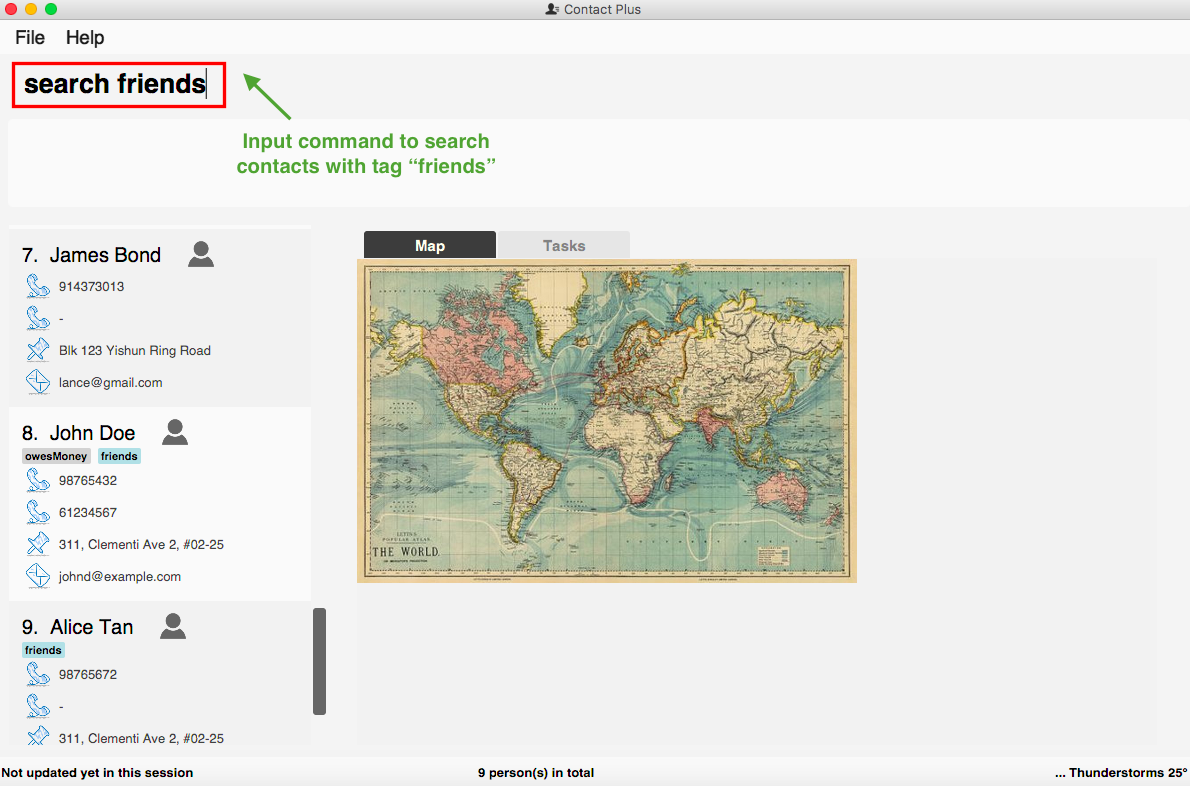 Contact Plus
File Help
search friends
Input command to search
contacts with tag “friends”
7. James Bond
914373013
-
Blk 123 Yishun Ring Road
lance@gmail.com
8. John Doe
owesMoney friends
98765432
61234567
311, Clementi Ave 2, #02-25
johnd@example.com
9. Alice Tan
friends
98765672
-
311, Clementi Ave 2, #02-25
Map Tasks
POPULAR ATLAS
THE WORLD
Not updated yet in this session
9 person(s) in total
... Thunderstorms 25°